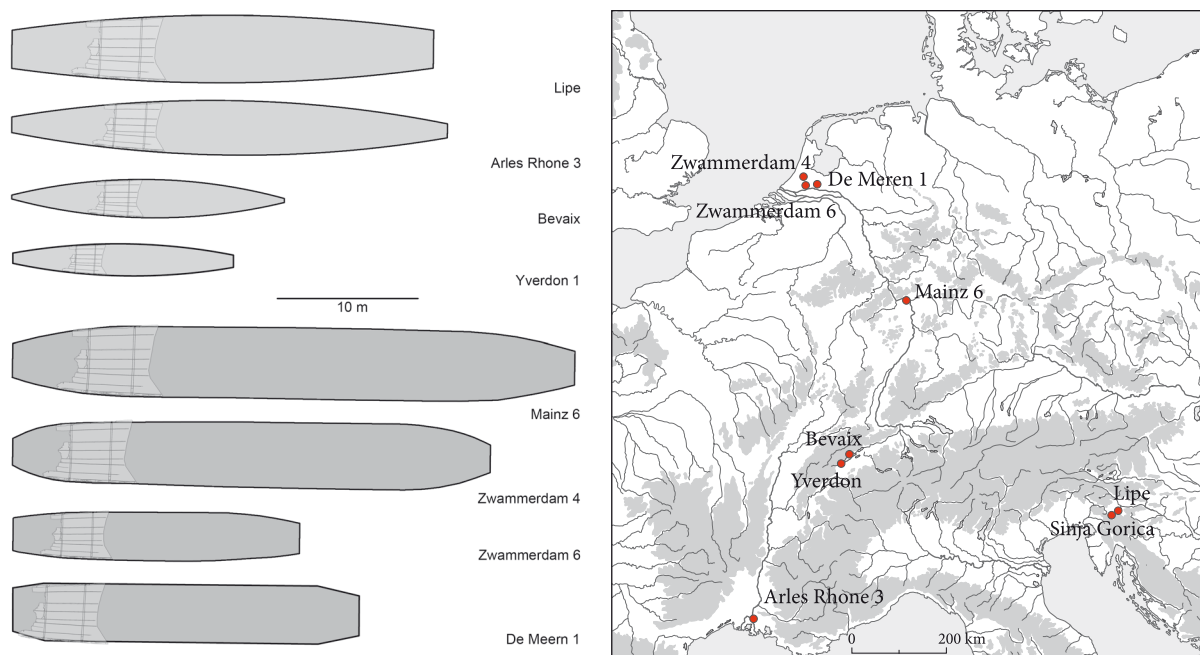 Lipe
Arles Rhone 3
Bevaix
Yverdon 1
10 m
Mainz 6
Zwammerdam 4
Zwammerdam 6
De Meern 1
Zwammerdam 4
De Meren 1
Zwammerdam 6
Mainz 6
Bevaix
Yverdon
Lipe
Sinja Gorica
Arles Rhone 3
0 200 km